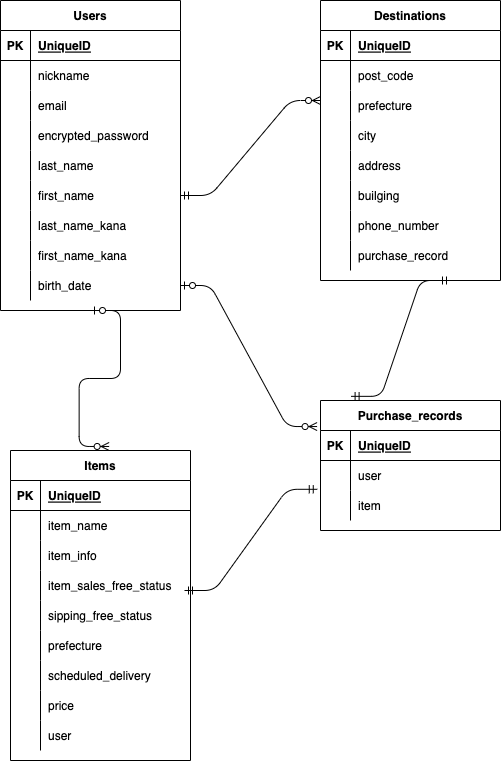 Users
PK UniqueID
nickname
email
encrypted_password
last_name
first_name
last_name_kana
first_name_kana
birth_date
Destinations
PK UniqueID
post_code
prefecture
city
address
builging
phone_number
purchase_record
Purchase_records
PK UniqueID
user
item
Items
PK UniqueID
item_name
item_info
item_sales_free_status
sipping_free_status
prefecture
scheduled_delivery
price
user